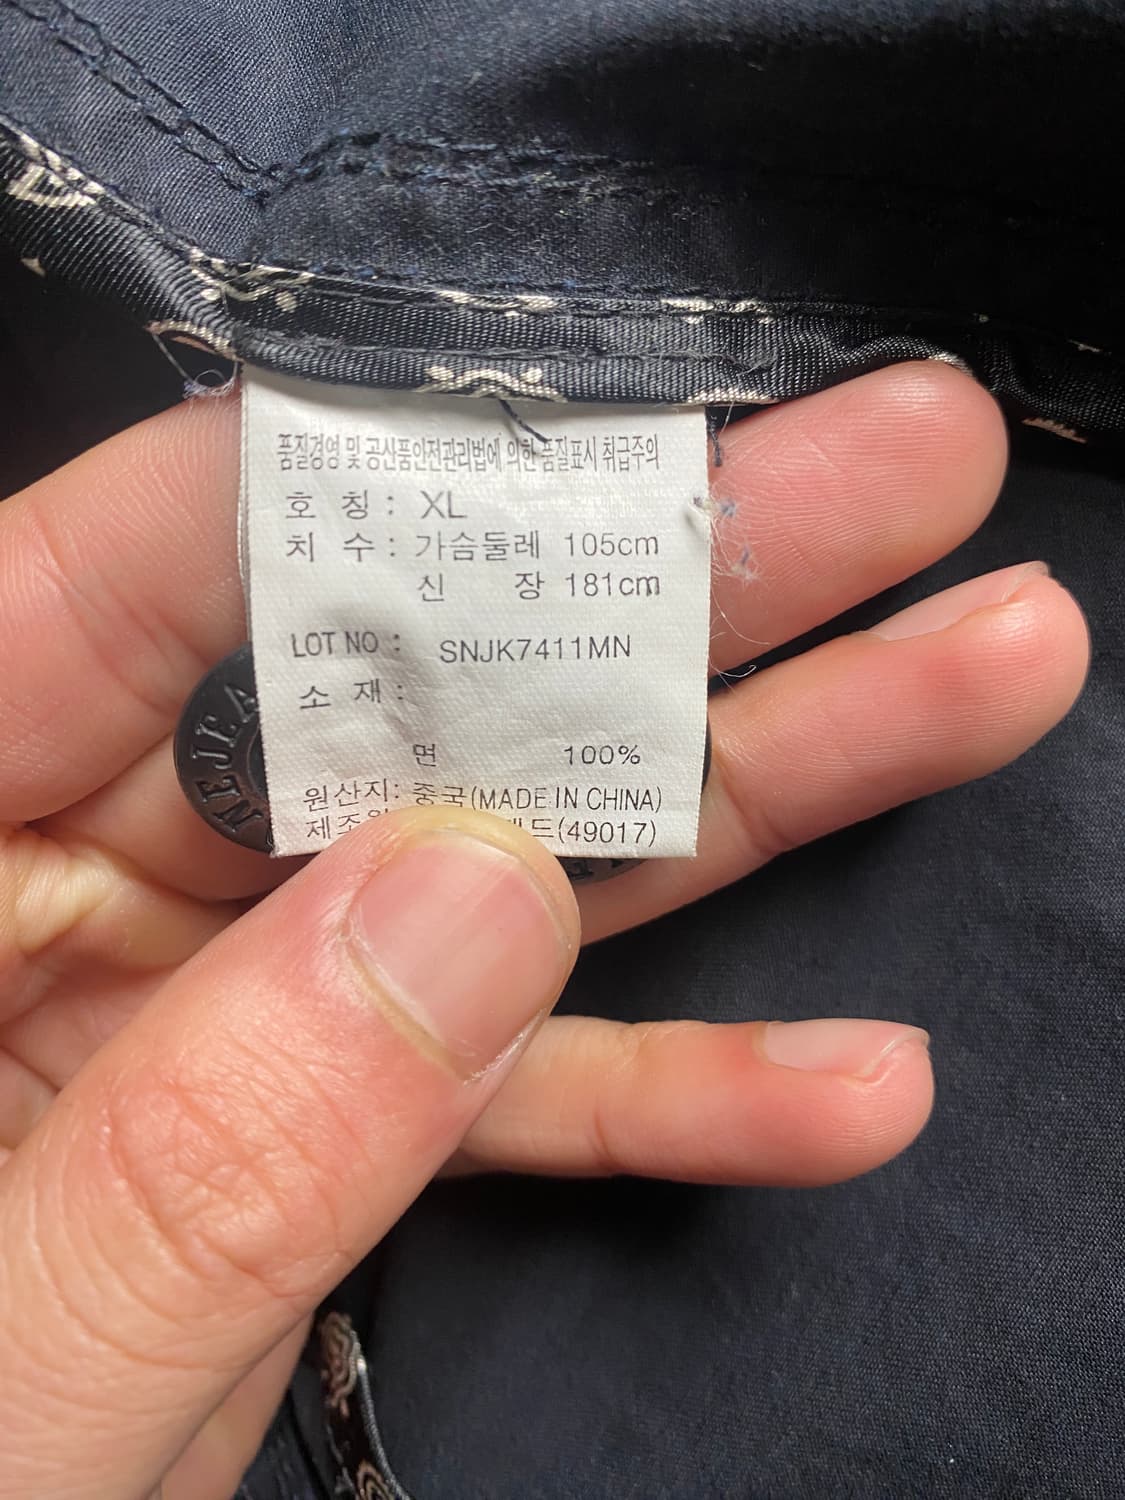 품질경영 및 공산품안전관리법에 의한 품질표시 취급주의
호 칭 : XL
치 수 : 가슴둘레 105cm
신 장 181cm
LOT NO : SNJK7411MN
소 재 :
면 100%
원산지: 중국(MADE IN CHINA)
(49017)
NEJEA